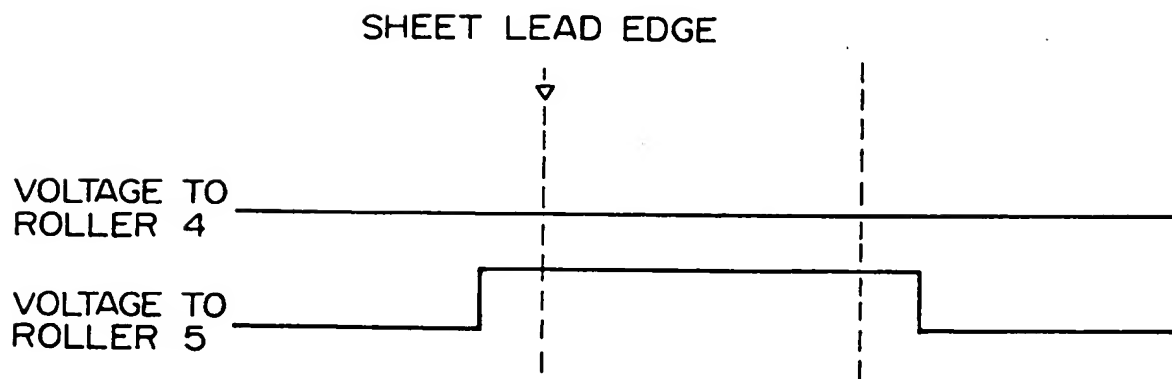 SHEET LEAD EDGE
VOLTAGE TO
ROLLER 4
VOLTAGE TO
ROLLER 5